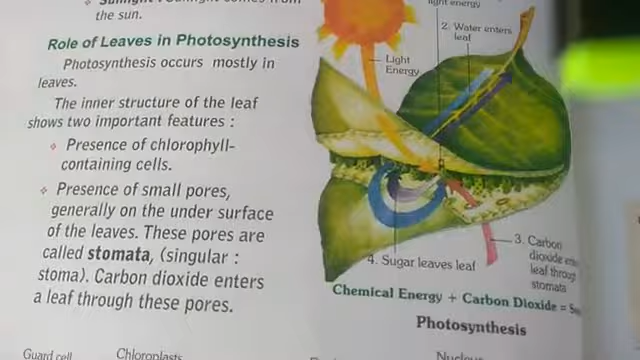 the sun.
Role of Leaves in Photosynthesis
Photosynthesis occurs mostly in
leaves.
The inner structure of the leaf
shows two important features :
Presence of chlorophyll-
containing cells.
Presence of small pores,
generally on the under surface
of the leaves. These pores are
called stomata, (singular :
stoma). Carbon dioxide enters
a leaf through these pores.
light energy
2. Water enters
leaf
Light
Energy
3. Carbon
dioxide
leaf through
stomata
4. Sugar leaves leaf
Chemical Energy + Carbon Dioxide =
Photosynthesis
Guard cell
Chloroplasts